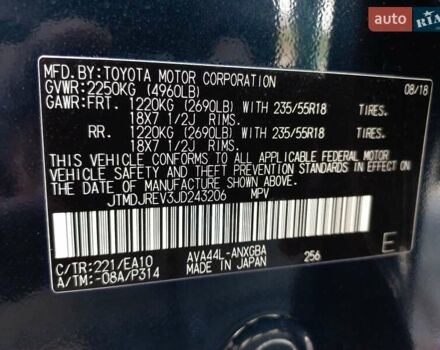 auto RIA
MFD.BY:TOYOTA MOTOR CORPORATION 08/18
GVWR:2250KG (4960LB)
GAWR:FRT. 1220KG (2690LB) WITH 235/55R18 TIRES.
18X7 1/2J RIMS.
RR. 1220KG (2690LB) WITH 235/55R18 TIRES.
18X7 1/2J RIMS.
THIS VEHICLE CONFORMS TO ALL APPLICABLE FEDERAL MOTOR
VEHICLE SAFETY AND THEFT PREVENTION STANDARDS IN EFFECT
ON THE DATE OF MANUFACTURE SHOWN ABOVE.
JTMDJREV3JD243206 MPV
C/TR:221/EA10 AVA44L-ANXGBA E
A/TM:-08A/P314 MADE IN JAPAN 256